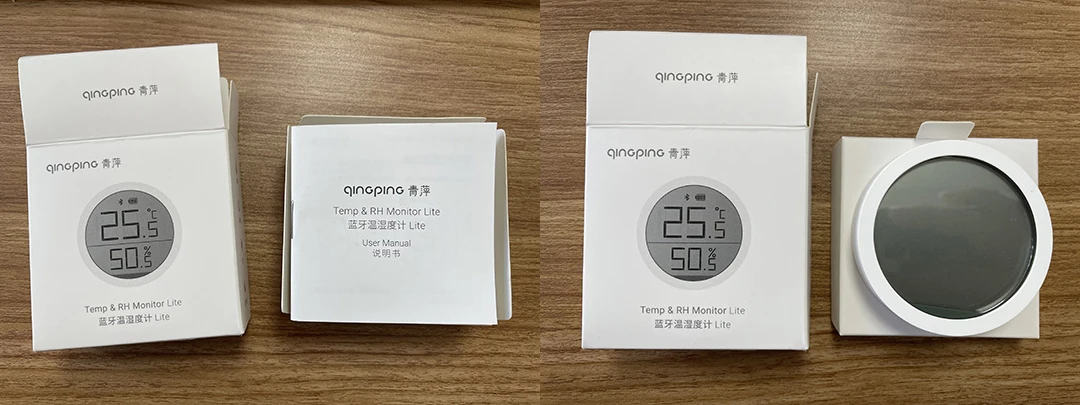 qingping 青萍
qingping 青萍
25.5 °C
50.5 %
Temp & RH Monitor Lite
蓝牙温湿度计 Lite
qingping 青萍
Temp & RH Monitor Lite
蓝牙温湿度计 Lite
User Manual
说明书
qingping 青萍
qingping 青萍
25.5 °C
50.5 %
Temp & RH Monitor Lite
蓝牙温湿度计 Lite